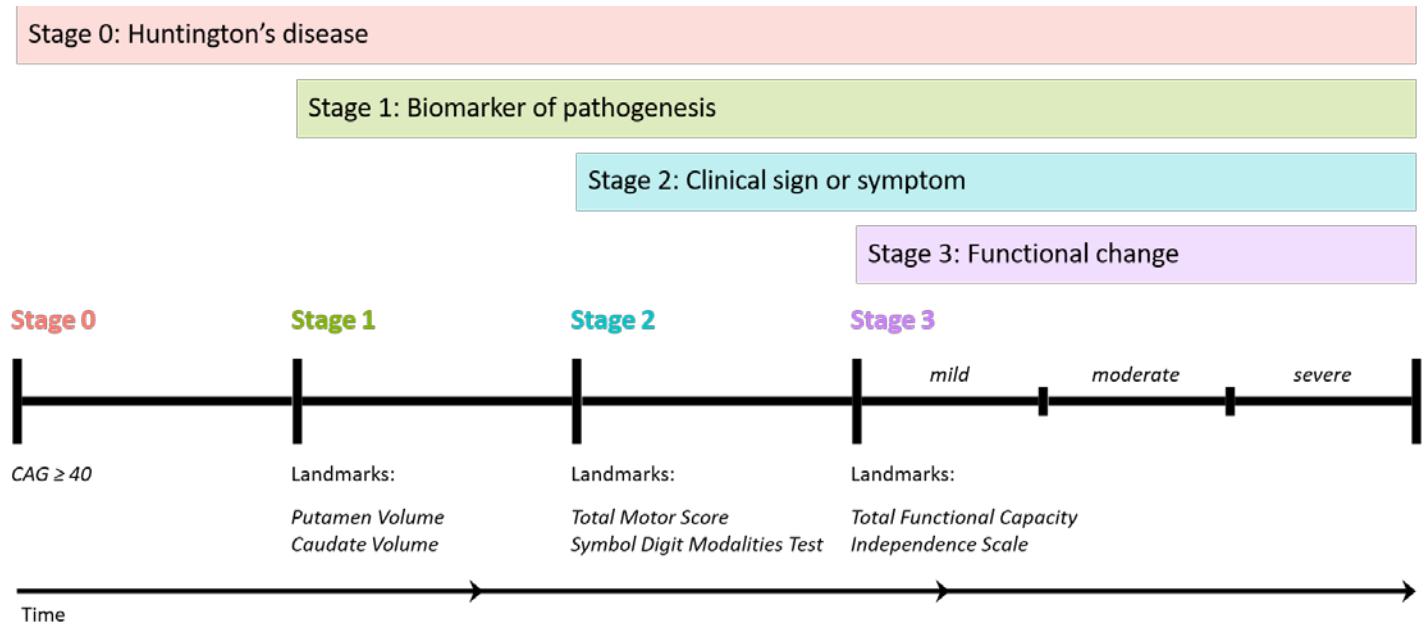 Stage 0: Huntington’s disease
Stage 1: Biomarker of pathogenesis
Stage 2: Clinical sign or symptom
Stage 3: Functional change
Stage 0
Stage 1
Stage 2
Stage 3
mild
moderate
severe
CAG ≥ 40
Landmarks:
Putamen Volume
Caudate Volume
Landmarks:
Total Motor Score
Symbol Digit Modalities Test
Landmarks:
Total Functional Capacity
Independence Scale
Time